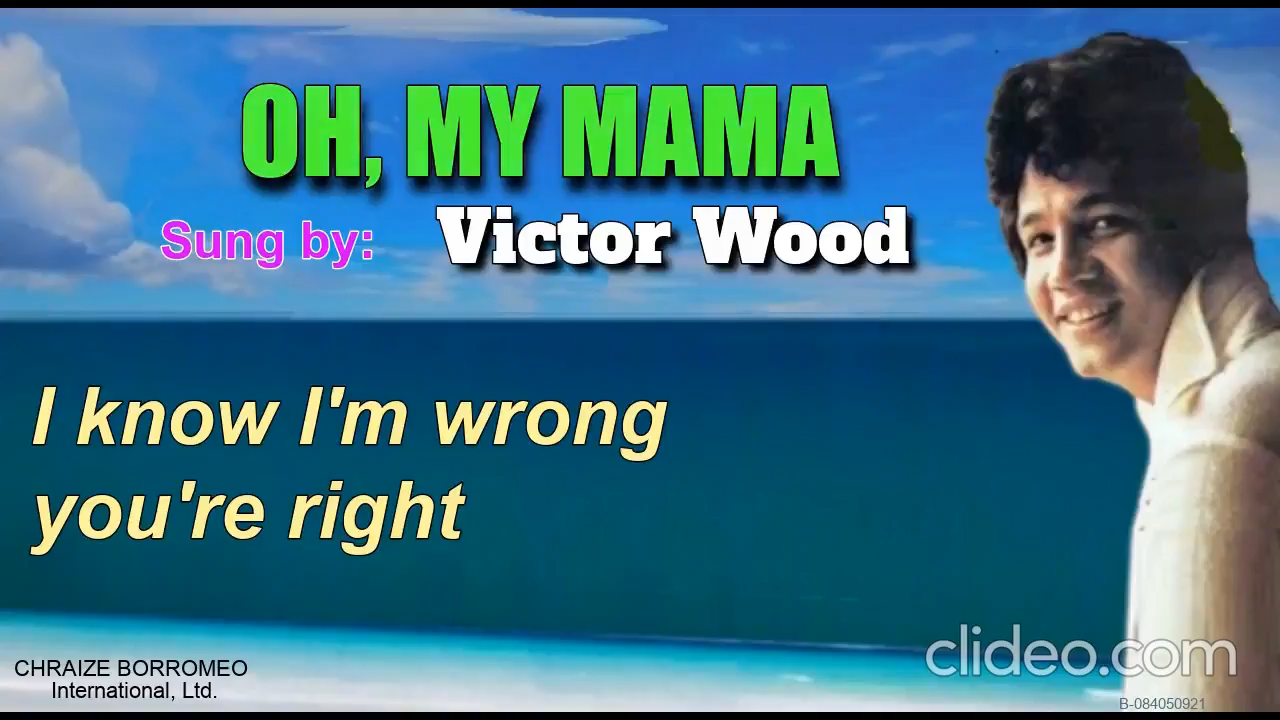 OH, MY MAMA
Sung by: Victor Wood
I know I'm wrong
you're right
clideo.com
CHRAIZE BORROMEO
International, Ltd.
B-084050921